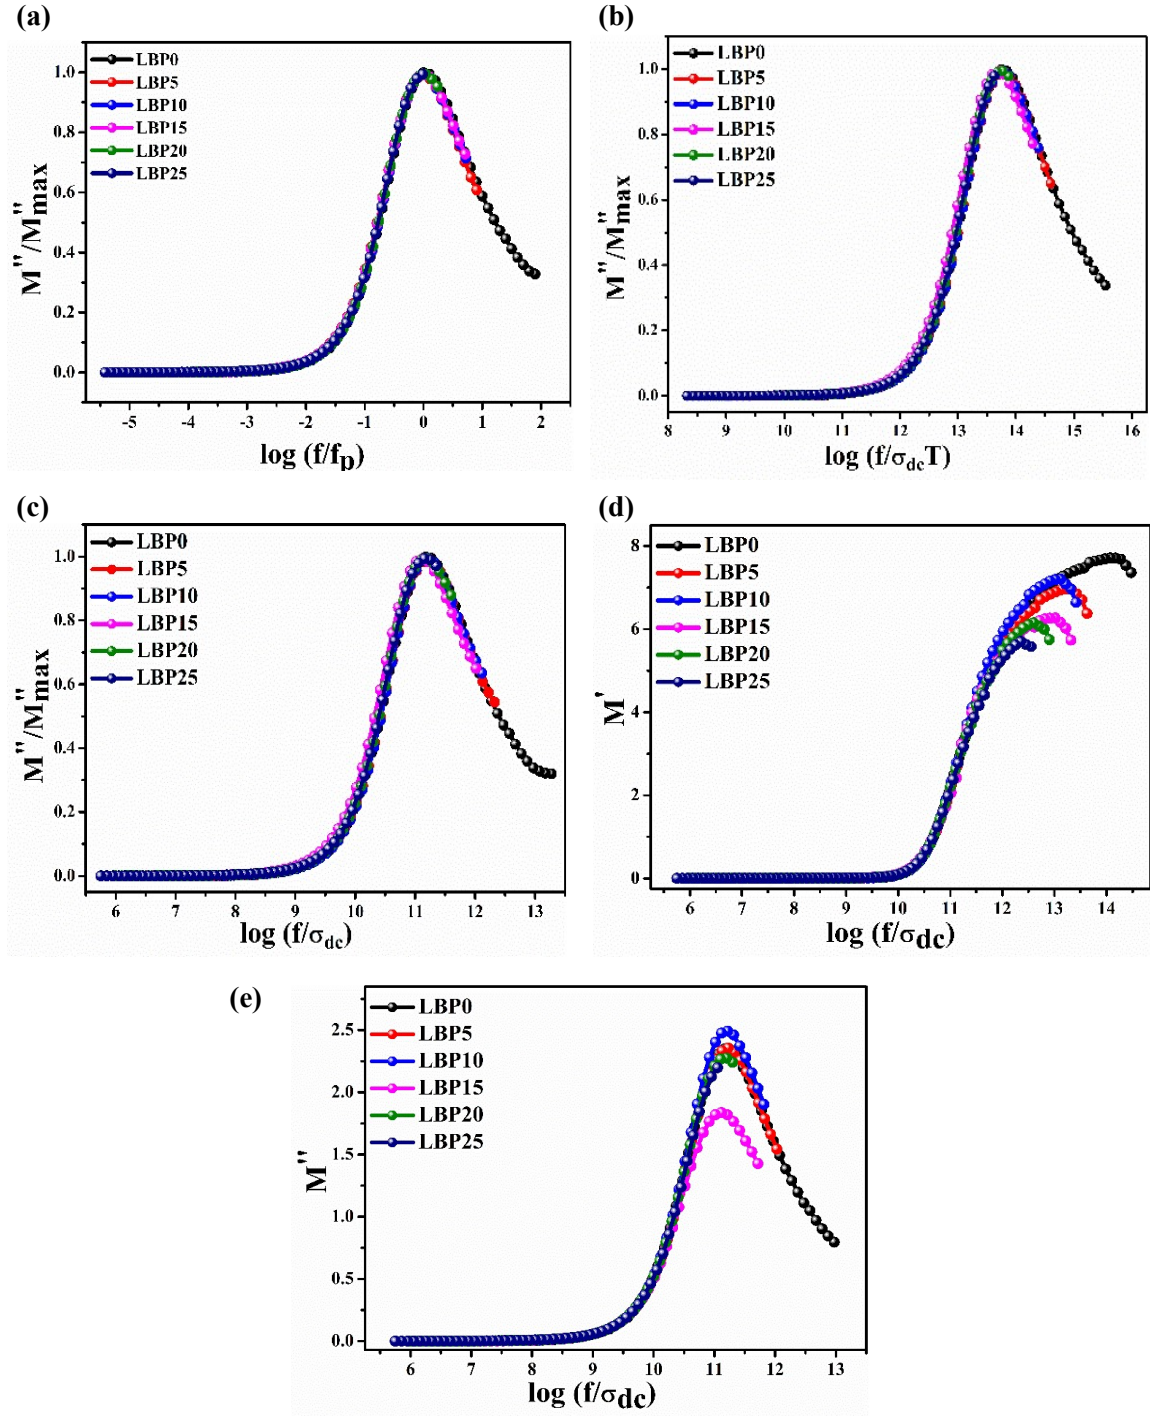 (a)
LBP0
LBP5
LBP10
LBP15
LBP20
LBP25
1.0
0.8
0.6
0.4
0.2
0.0
M''/M''max
-5 -4 -3 -2 -1 0 1 2
log (f/fp)
(b)
LBP0
LBP5
LBP10
LBP15
LBP20
LBP25
1.0
0.8
0.6
0.4
0.2
0.0
M''/M''max
8 9 10 11 12 13 14 15 16
log (f/σdcT)
(c)
LBP0
LBP5
LBP10
LBP15
LBP20
LBP25
1.0
0.8
0.6
0.4
0.2
0.0
M''/M''max
6 7 8 9 10 11 12 13
log (f/σdc)
(d)
LBP0
LBP5
LBP10
LBP15
LBP20
LBP25
8
6
4
2
0
M'
6 7 8 9 10 11 12 13 14
log (f/σdc)
(e)
LBP0
LBP5
LBP10
LBP15
LBP20
LBP25
2.5
2.0
1.5
1.0
0.5
0.0
M''
6 7 8 9 10 11 12 13
log (f/σdc)